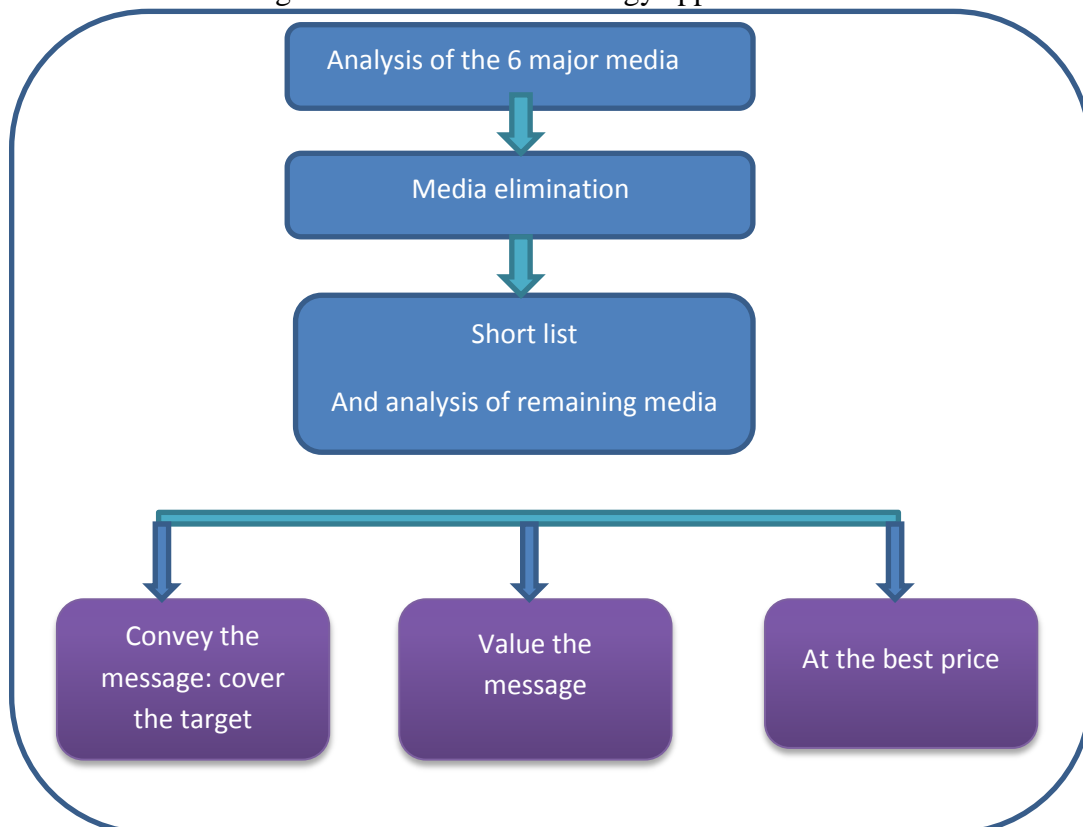 Analysis of the 6 major media
Media elimination
Short list
And analysis of remaining media
Convey the
message: cover
the target
Value the
message
At the best price